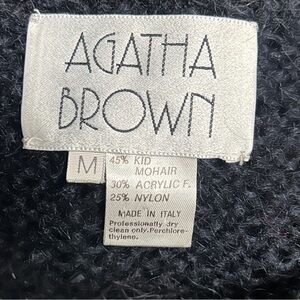 AGATHA
BROWN
M
45% KID
MOHAIR
30% ACRYLIC F.
25% NYLON
MADE IN ITALY
Professionally dry
clean only.Perchlore-
thylene.